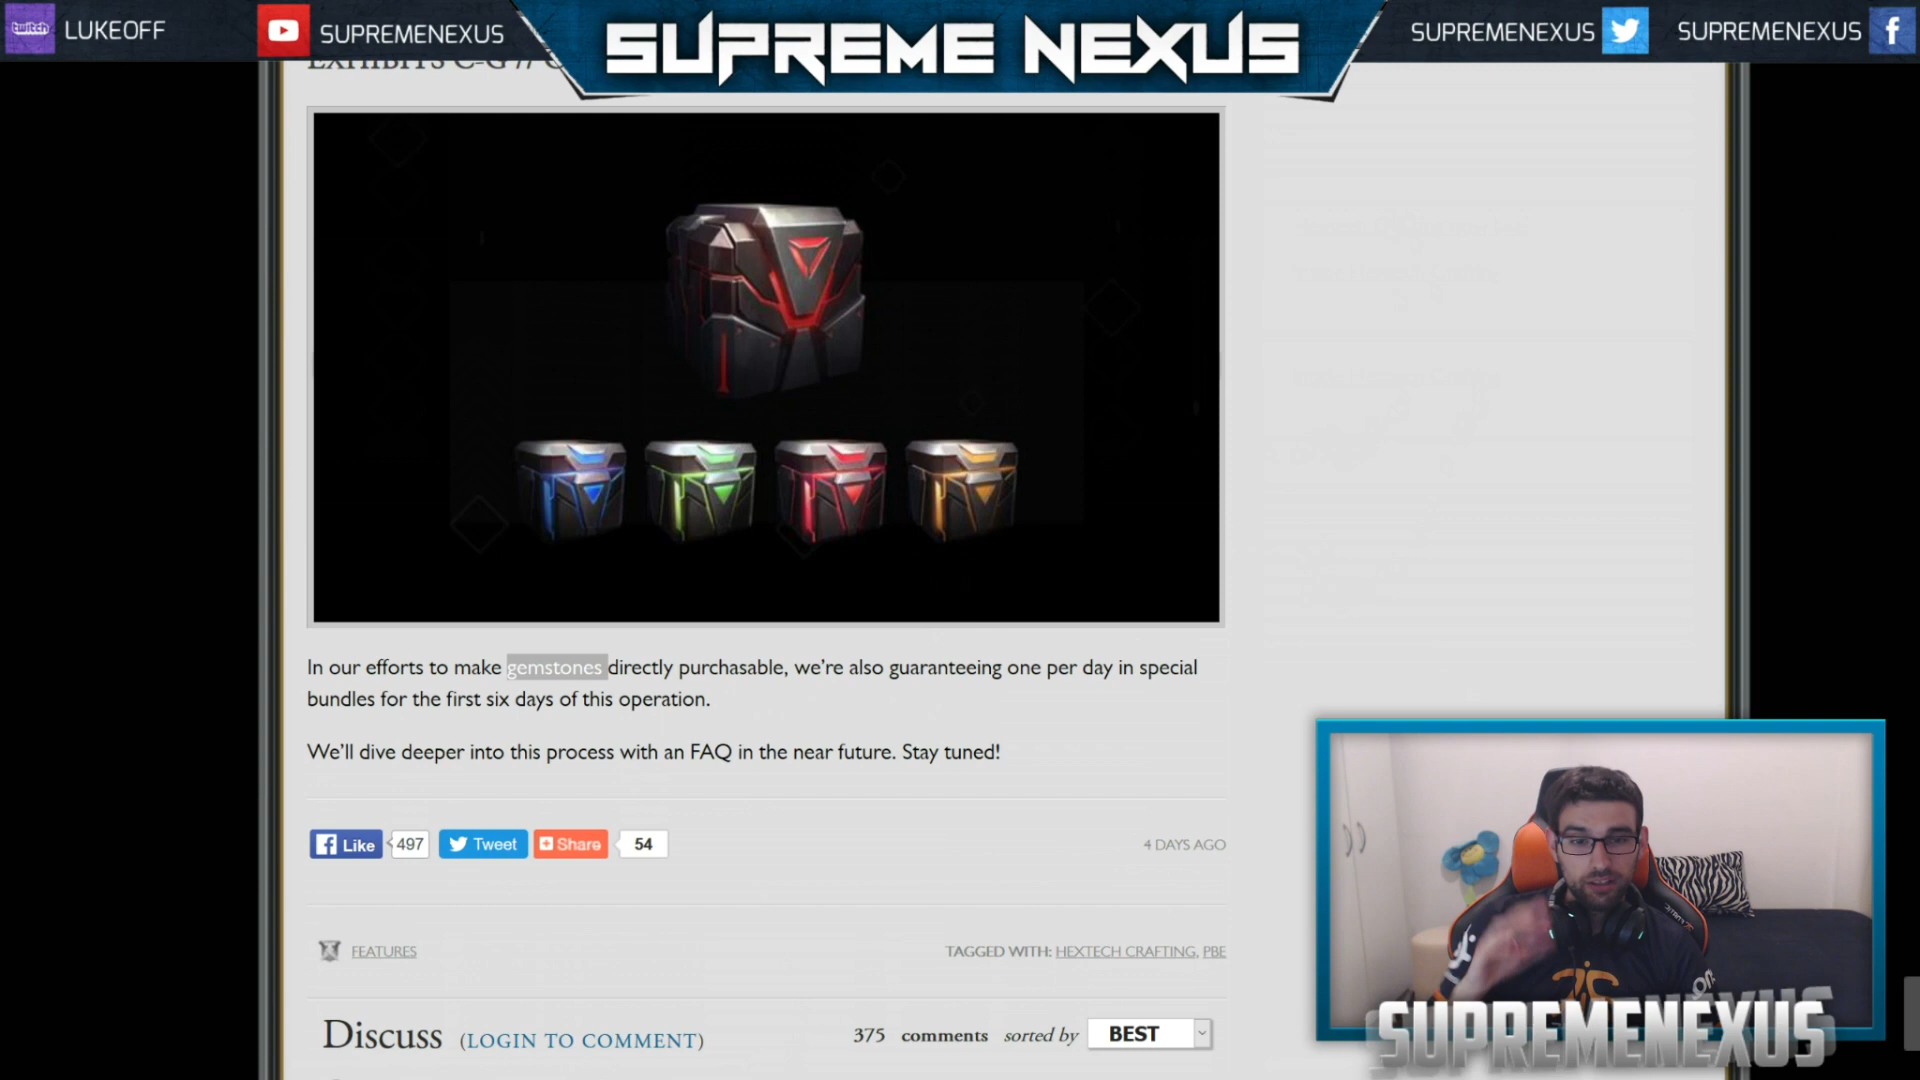 twitch LUKEOFF
SUPREMENEXUS
SUPREME NEXUS
SUPREMENEXUS
SUPREMENEXUS
In our efforts to make gemstones directly purchasable, we're also guaranteeing one per day in special
bundles for the first six days of this operation.
We'll dive deeper into this process with an FAQ in the near future. Stay tuned!
Like 497 Tweet Share 54
4 DAYS AGO
FEATURES
TAGGED WITH: HEXTECH CRAFTING, PBE
Discuss (LOGIN TO COMMENT)
375 comments sorted by BEST
SUPREMENEXUS